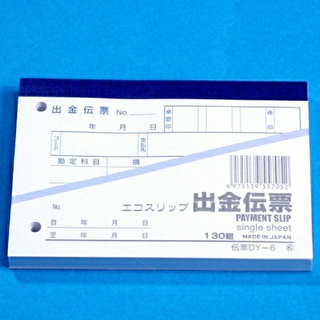 出金伝票 No.
承認印
係印
年 月 日
コード
支払先
勘定科目 摘
4975139557052
エコスリップ 出金伝票
PAYMENT SLIP
single sheet
No.
自 年 月 日
至 年 月 日
130組 MADE IN JAPAN
伝票DY-6 K